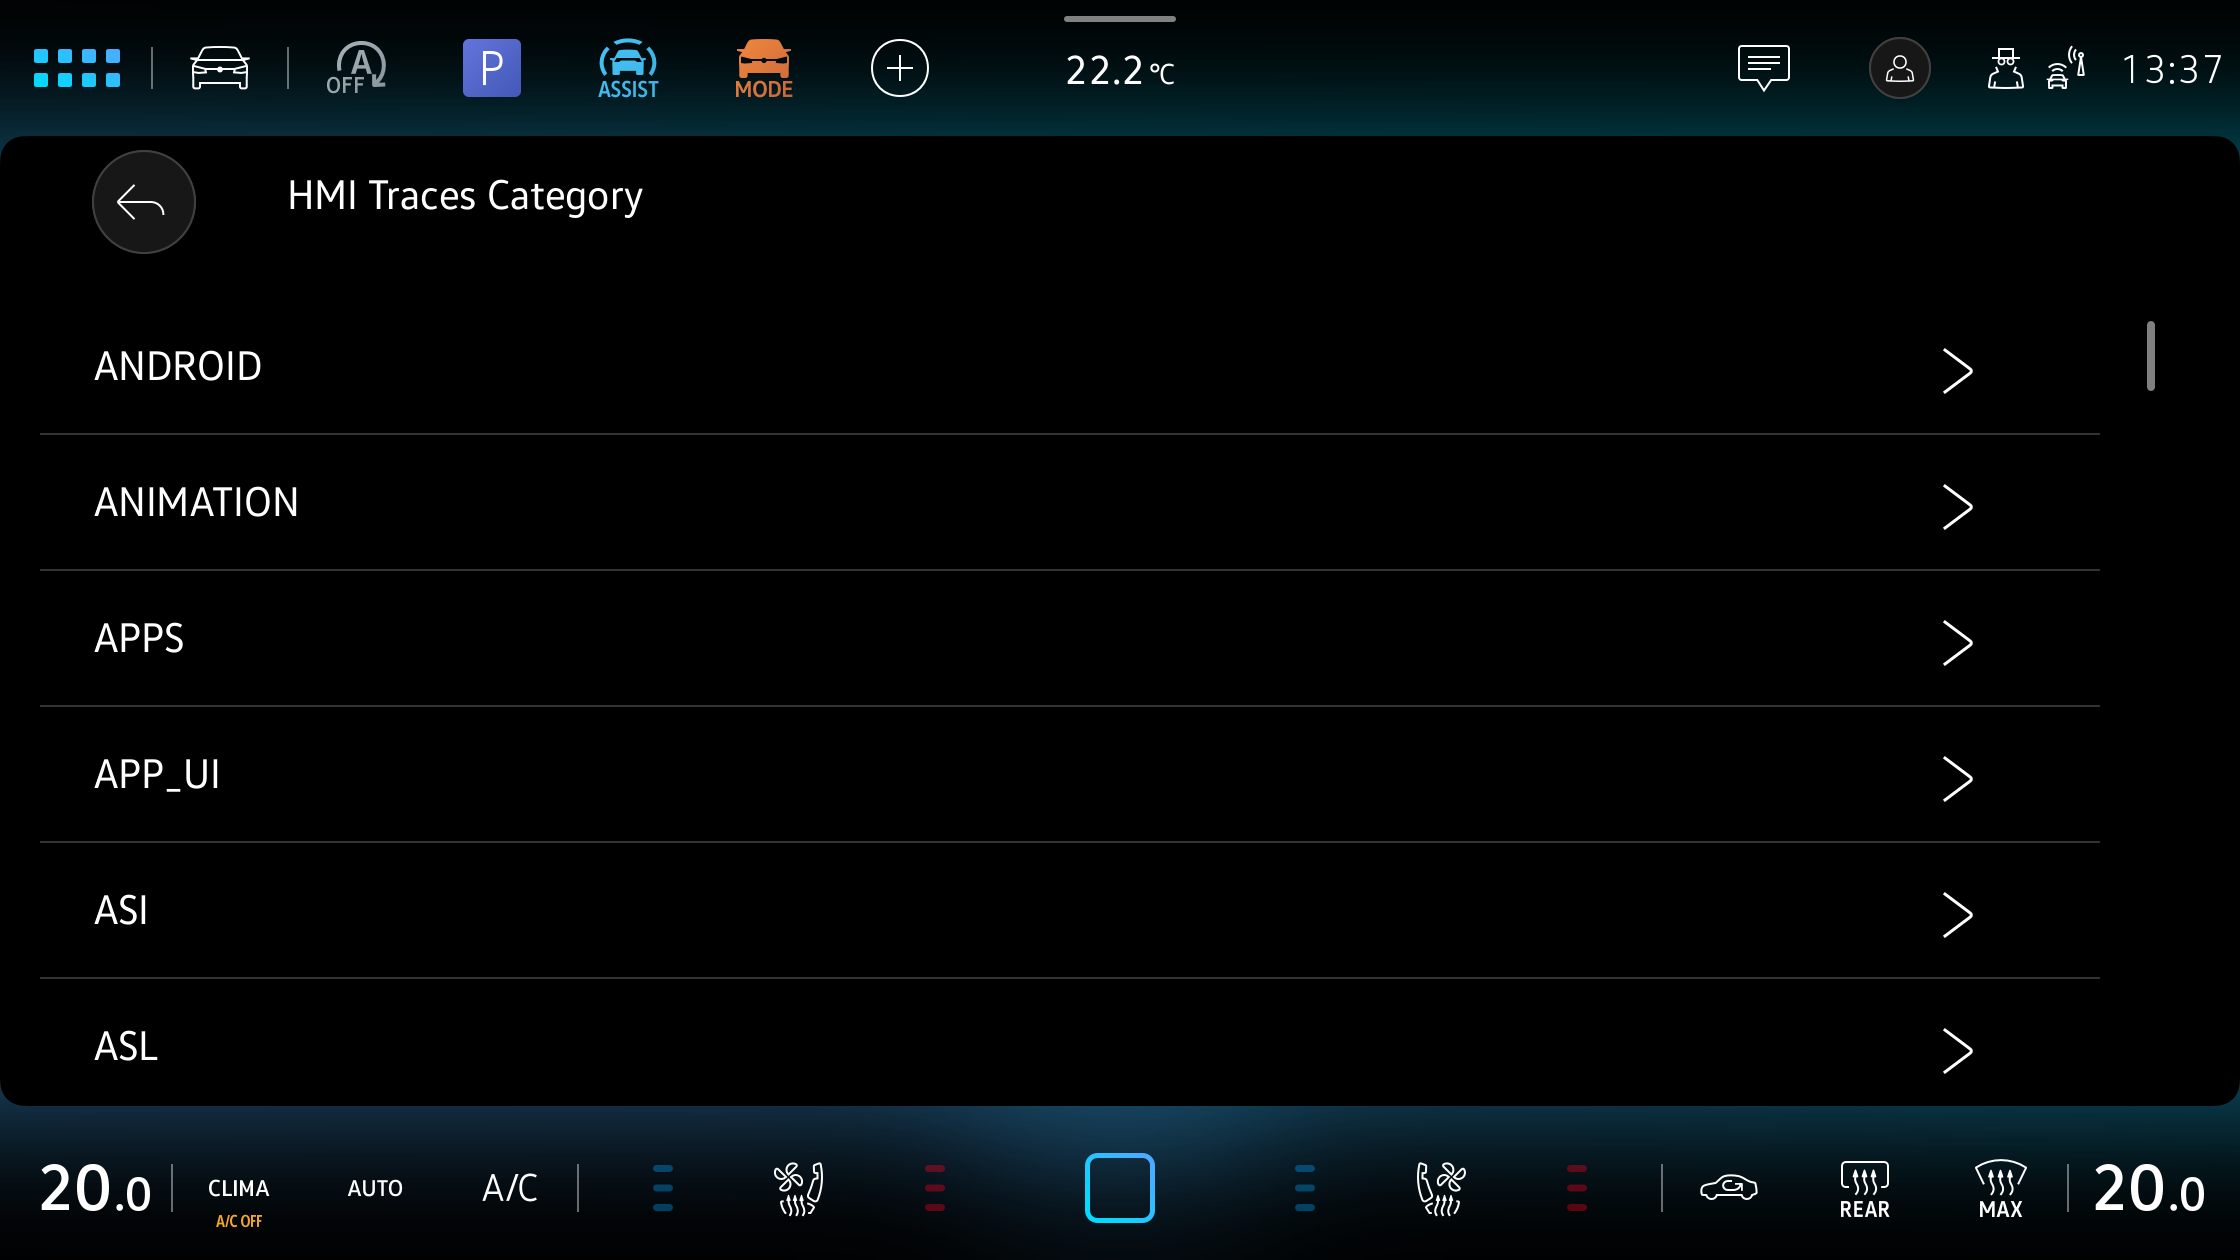 A OFF
P
ASSIST
MODE
22.2 °C
13:37
HMI Traces Category
ANDROID
ANIMATION
APPS
APP_UI
ASI
ASL
20.0
CLIMA
A/C OFF
AUTO
A/C
REAR
MAX
20.0